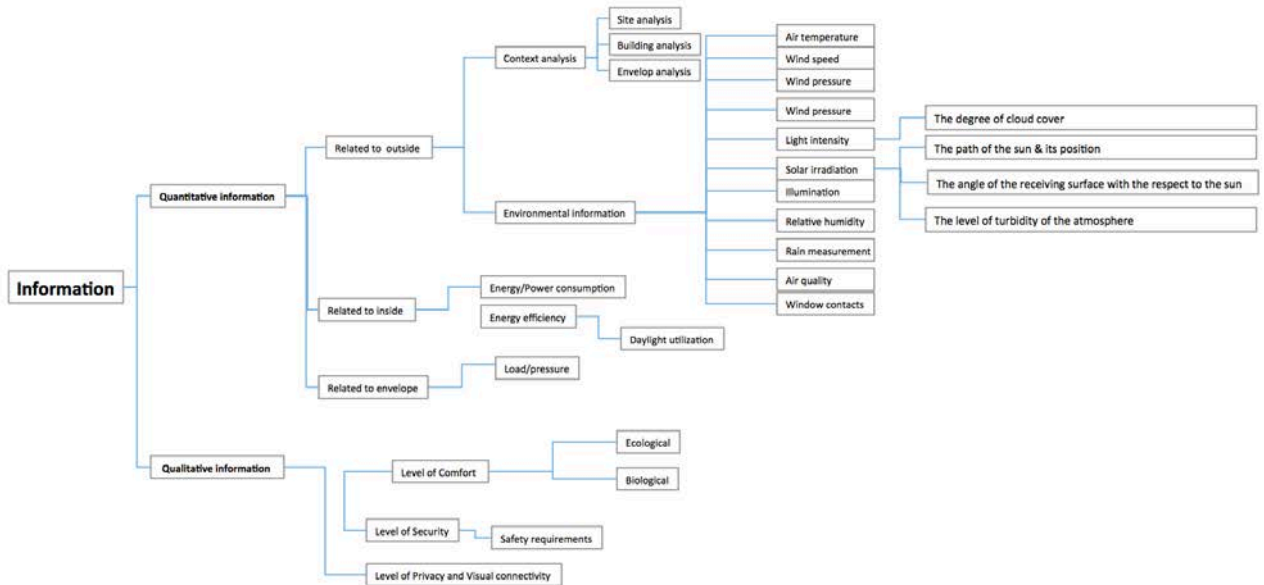 Information
Quantitative information
Related to outside
Context analysis
Site analysis
Building analysis
Envelop analysis
Environmental information
Air temperature
Wind speed
Wind pressure
Wind pressure
Light intensity
The degree of cloud cover
Solar irradiation
The path of the sun & its position
The angle of the receiving surface with the respect to the sun
The level of turbidity of the atmosphere
Illumination
Relative humidity
Rain measurement
Air quality
Window contacts
Related to inside
Energy/Power consumption
Energy efficiency
Daylight utilization
Related to envelope
Load/pressure
Qualitative information
Level of Comfort
Ecological
Biological
Level of Security
Safety requirements
Level of Privacy and Visual connectivity